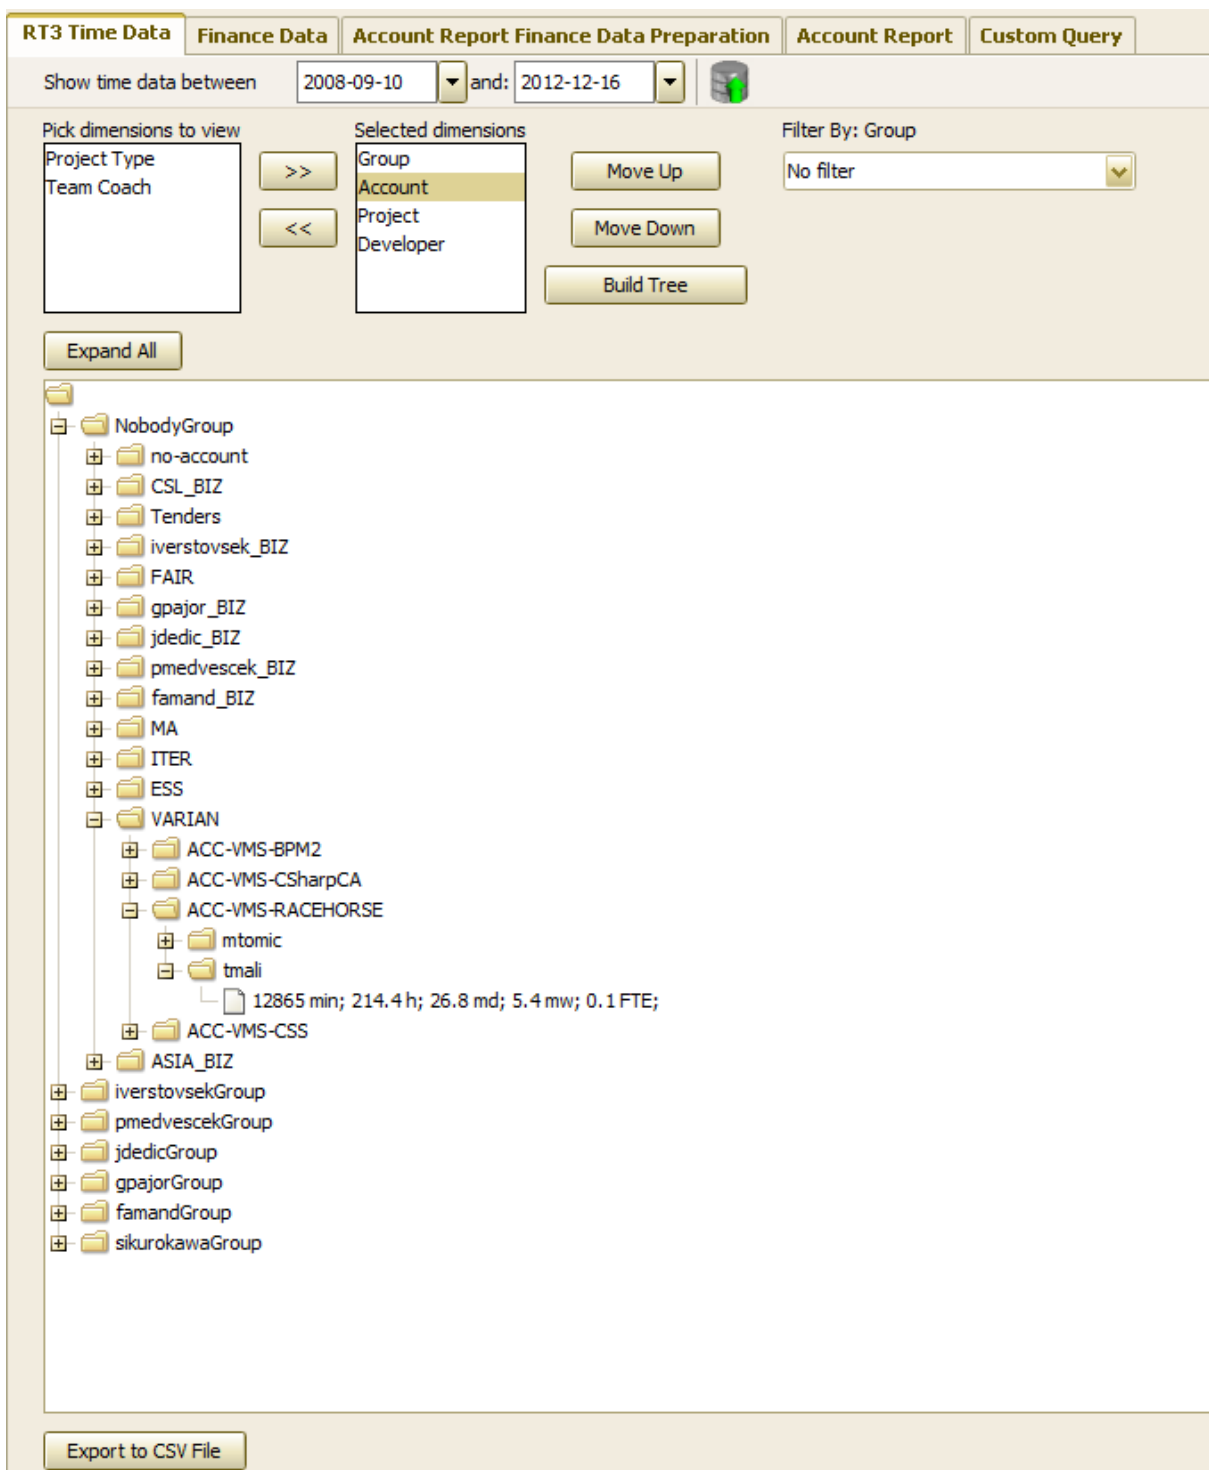 RT3 Time Data Finance Data Account Report Finance Data Preparation Account Report Custom Query
Show time data between 2008-09-10 and: 2012-12-16
Pick dimensions to view Selected dimensions Filter By: Group
Project Type >> Group Move Up No filter
Team Coach Account
<< Project Move Down
Developer
Build Tree
Expand All
NobodyGroup
no-account
CSL_BIZ
Tenders
iverstovsek_BIZ
FAIR
gpajor_BIZ
jdedic_BIZ
pmedvescek_BIZ
famand_BIZ
MA
ITER
ESS
VARIAN
ACC-VMS-BPM2
ACC-VMS-CSharpCA
ACC-VMS-RACEHORSE
mtomic
tmali
12865 min; 214.4 h; 26.8 md; 5.4 mw; 0.1 FTE;
ACC-VMS-CSS
ASIA_BIZ
iverstovsekGroup
pmedvescekGroup
jdedicGroup
gpajorGroup
famandGroup
sikurokawaGroup
Export to CSV File